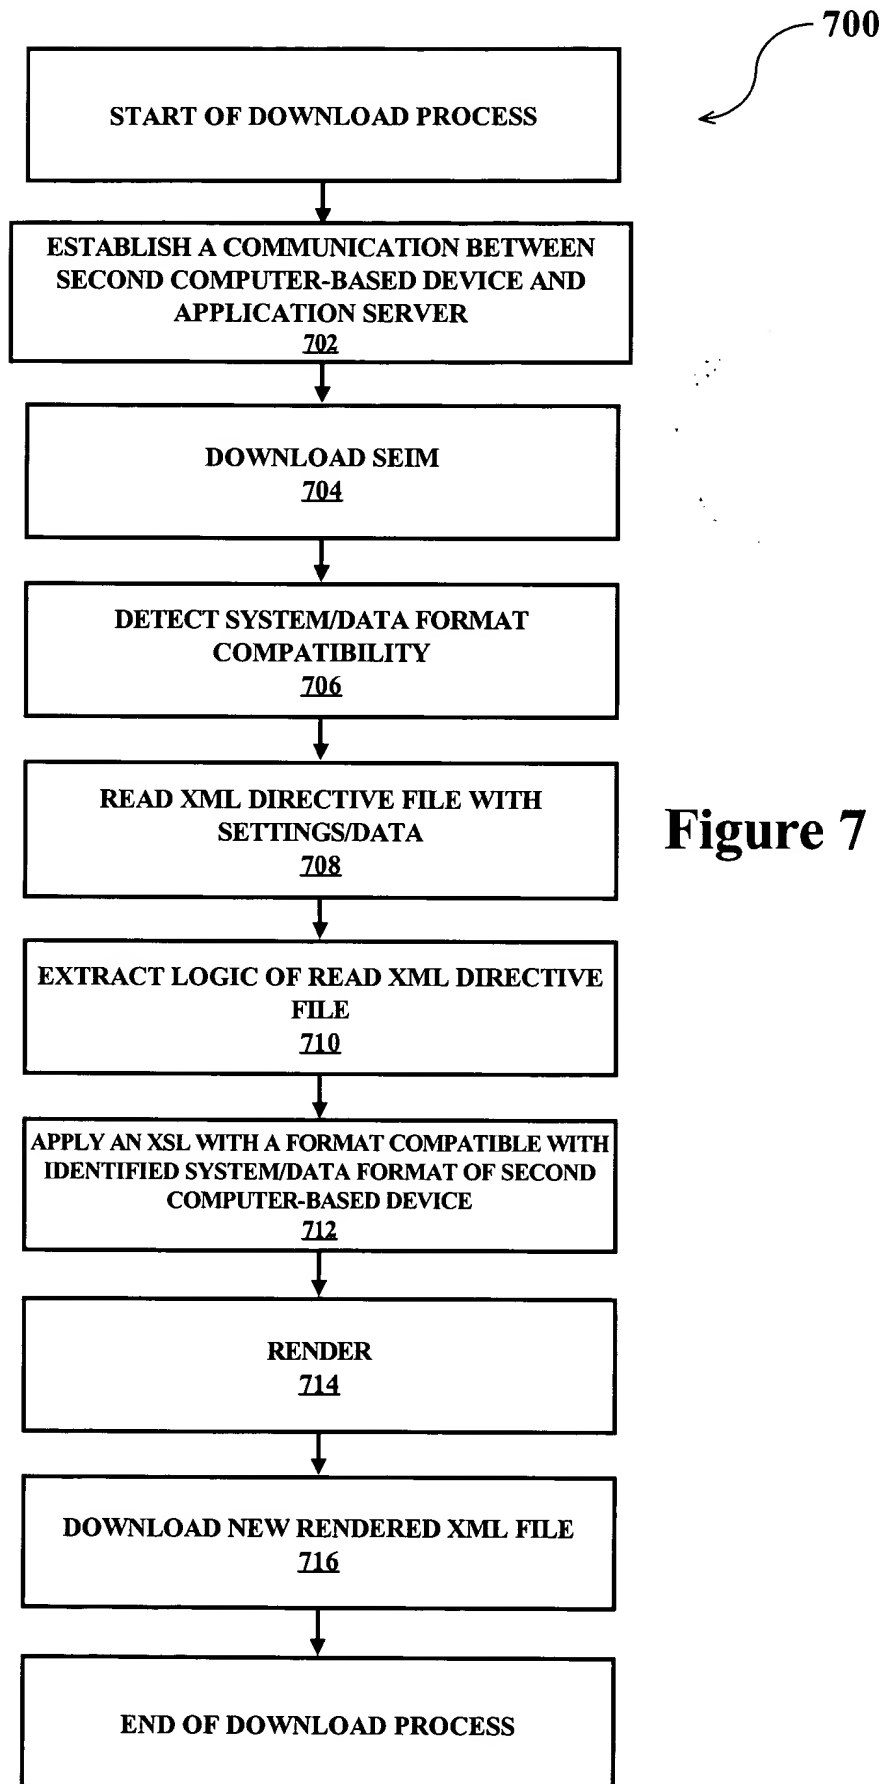 700
START OF DOWNLOAD PROCESS
ESTABLISH A COMMUNICATION BETWEEN
SECOND COMPUTER-BASED DEVICE AND
APPLICATION SERVER
702
DOWNLOAD SEIM
704
DETECT SYSTEM/DATA FORMAT
COMPATIBILITY
706
READ XML DIRECTIVE FILE WITH
SETTINGS/DATA
708
Figure 7
EXTRACT LOGIC OF READ XML DIRECTIVE
FILE
710
APPLY AN XSL WITH A FORMAT COMPATIBLE WITH
IDENTIFIED SYSTEM/DATA FORMAT OF SECOND
COMPUTER-BASED DEVICE
712
RENDER
714
DOWNLOAD NEW RENDERED XML FILE
716
END OF DOWNLOAD PROCESS